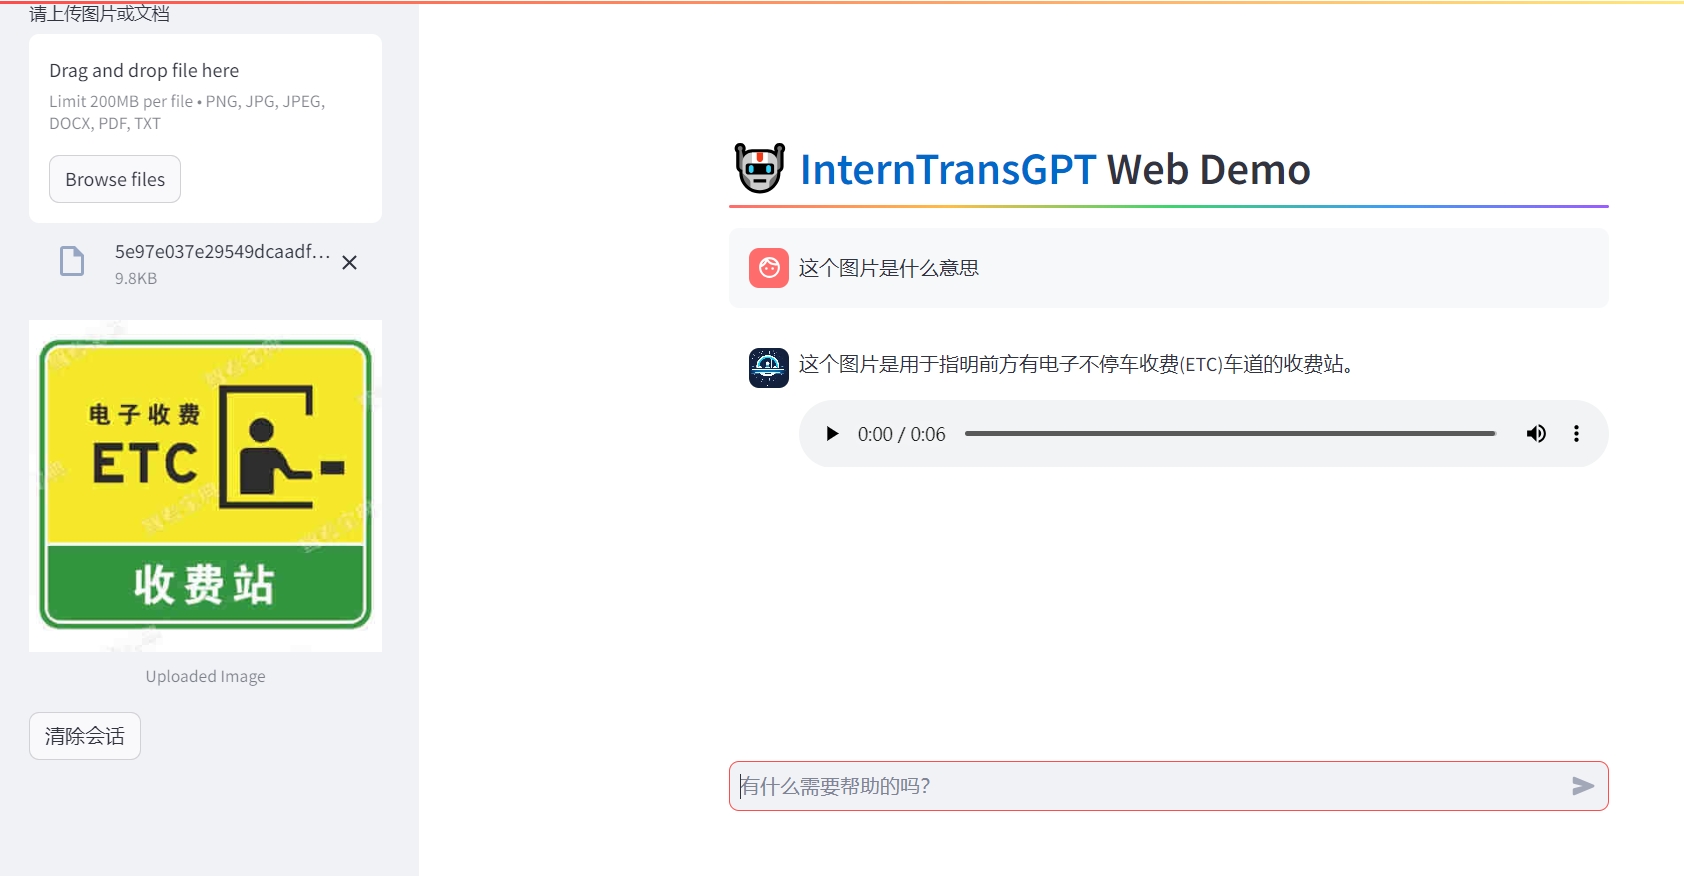 请上传图片或文档
Drag and drop file here
Limit 200MB per file • PNG, JPG, JPEG,
DOCX, PDF, TXT
Browse files
5e97e037e29549dcaadf...
9.8KB
电子收费
ETC
收费站
Uploaded Image
清除会话
InternTransGPT Web Demo
这个图片是什么意思
这个图片是用于指明前方有电子不停车收费(ETC)车道的收费站。
0:00 / 0:06
有什么需要帮助的吗?